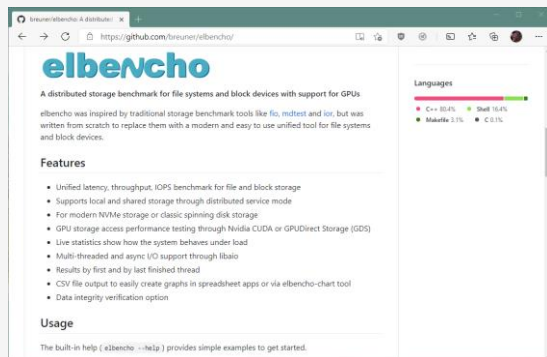 breuner/elbencho: A distributed
https://github.com/breuner/elbencho/
elbencho
A distributed storage benchmark for file systems and block devices with support for GPUs
elbencho was inspired by traditional storage benchmark tools like fio, mdtest and ior, but was
written from scratch to replace them with a modern and easy to use unified tool for file systems
and block devices.
Features
Unified latency, throughput, IOPS benchmark for file and block storage
Supports local and shared storage through distributed service mode
For modern NVMe storage or classic spinning disk storage
GPU storage access performance testing through Nvidia CUDA or GPUDirect Storage (GDS)
Live statistics show how the system behaves under load
Multi-threaded and async I/O support through libaio
Results by first and by last finished thread
CSV file output to easily create graphs in spreadsheet apps or via elbencho-chart tool
Data integrity verification option
Usage
The built-in help (elbencho --help) provides simple examples to get started.
Languages
C++ 80.4% Shell 16.4%
Makefile 3.1% C 0.1%